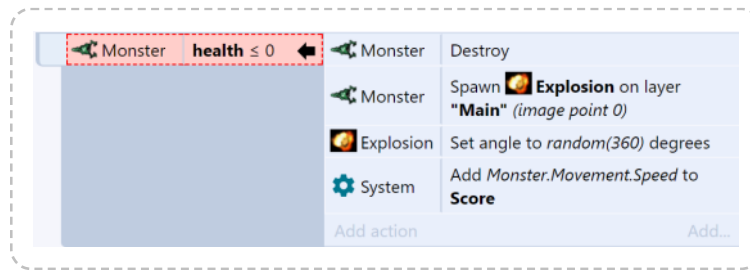 Monster health ≤ 0 Monster Destroy
Monster Spawn Explosion on layer
"Main" (image point 0)
Explosion Set angle to random(360) degrees
System Add Monster.Movement.Speed to
Score
Add action Add...